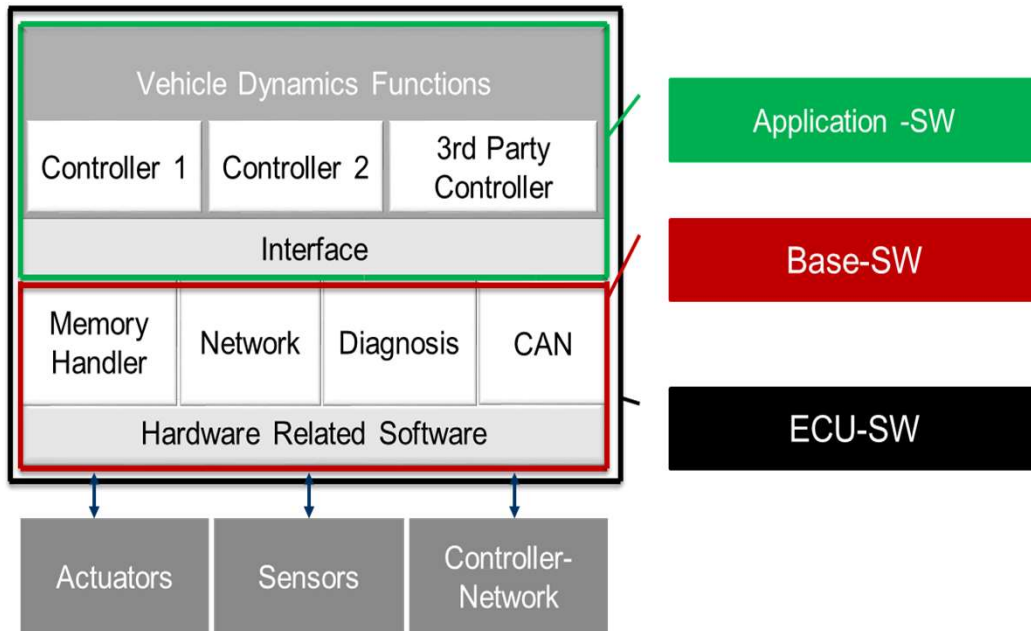 Vehicle Dynamics Functions
Controller 1
Controller 2
3rd Party
Controller
Interface
Memory
Handler
Network
Diagnosis
CAN
Hardware Related Software
Actuators
Sensors
Controller-
Network
Application -SW
Base-SW
ECU-SW